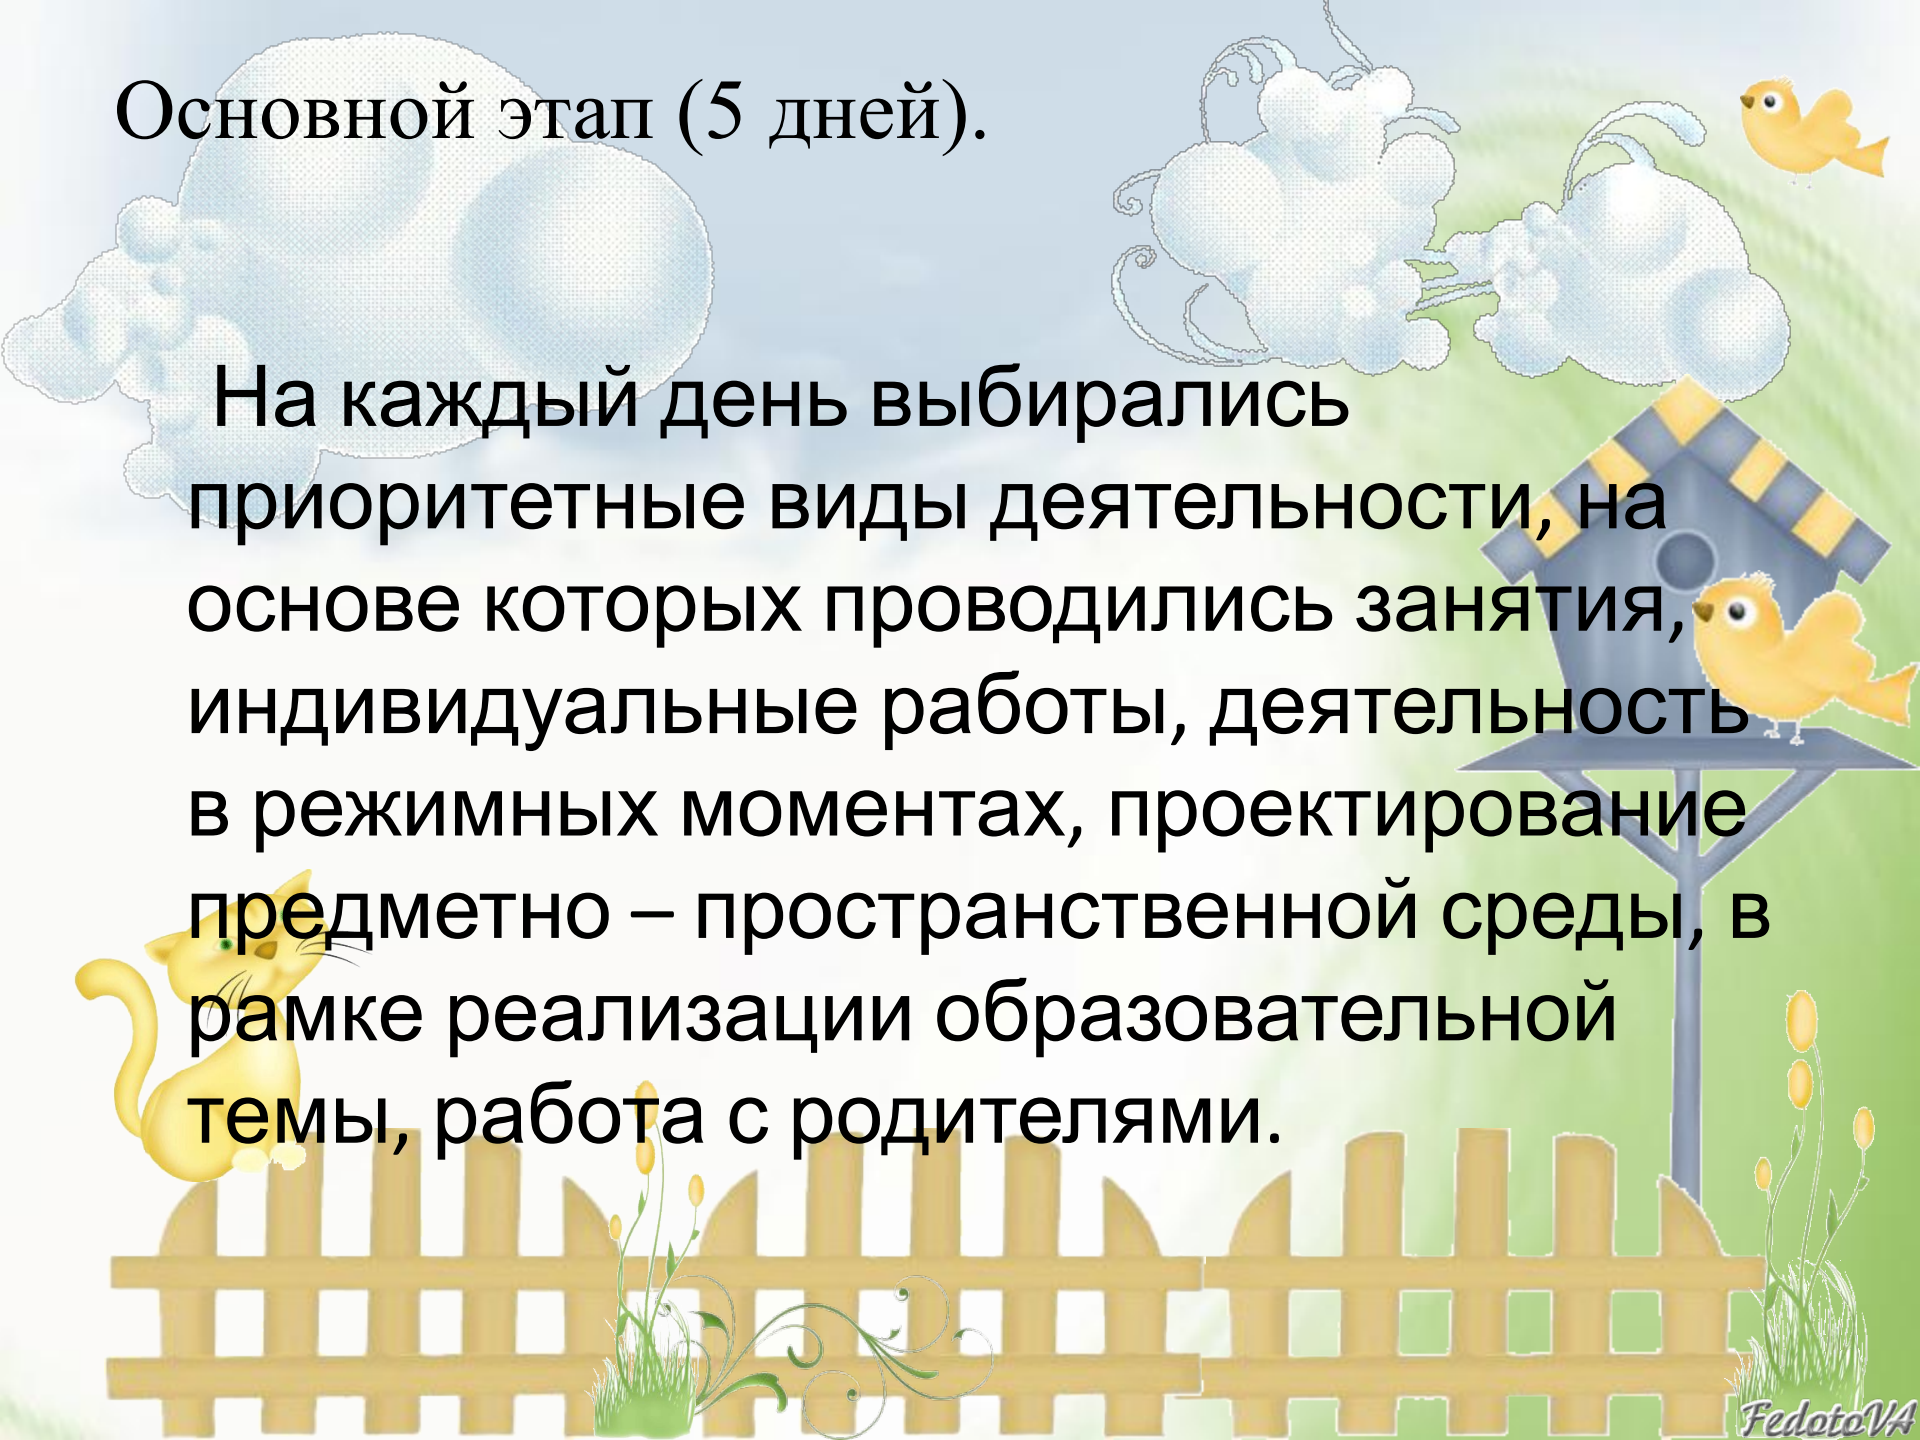 Основной этап (5 дней).
На каждый день выбирались
приоритетные виды деятельности, на
основе которых проводились занятия,
индивидуальные работы, деятельность
в режимных моментах, проектирование
предметно – пространственной среды, в
рамке реализации образовательной
темы, работа с родителями.
FedotoVA